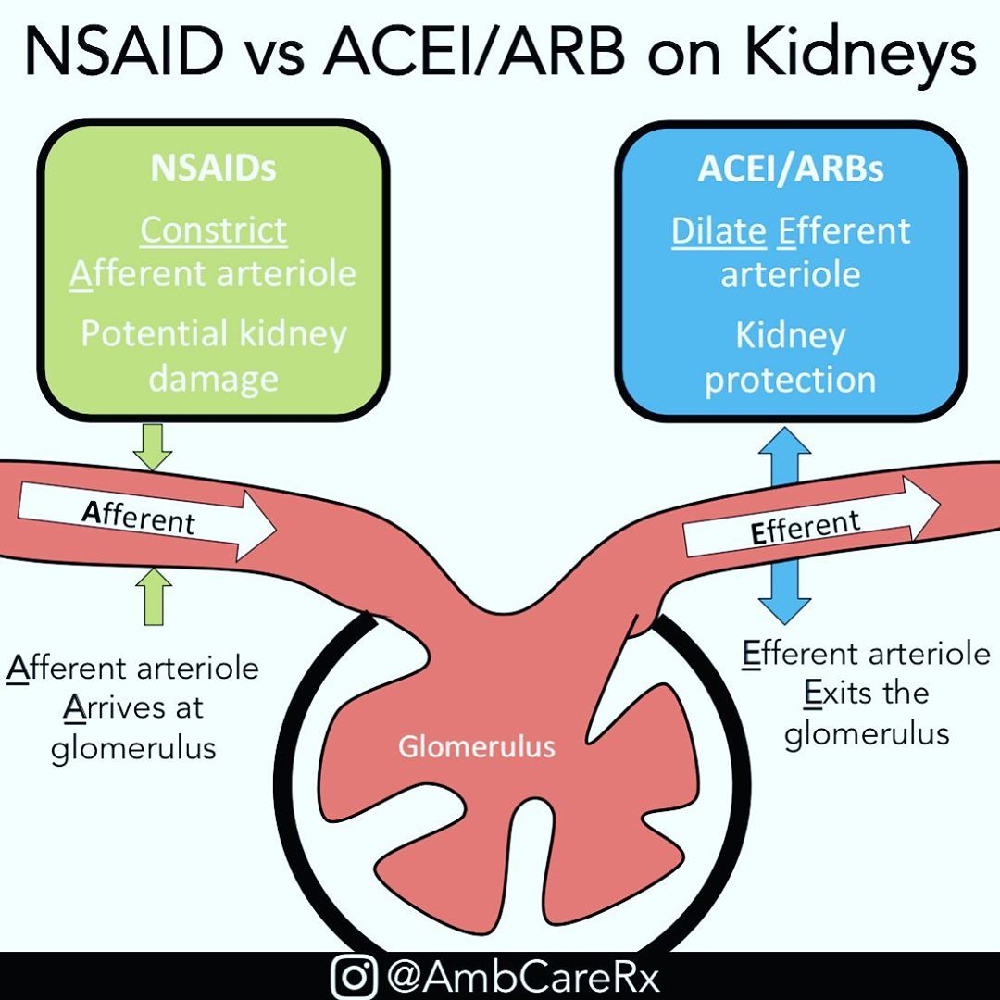 NSAID vs ACEI/ARB on Kidneys
NSAIDs
Constrict
Afferent arteriole
Potential kidney
damage
ACEI/ARBs
Dilate Efferent
arteriole
Kidney
protection
Afferent
Efferent
Afferent arteriole
Arrives at
glomerulus
Efferent arteriole
Exits the
glomerulus
Glomerulus
@AmbCareRx